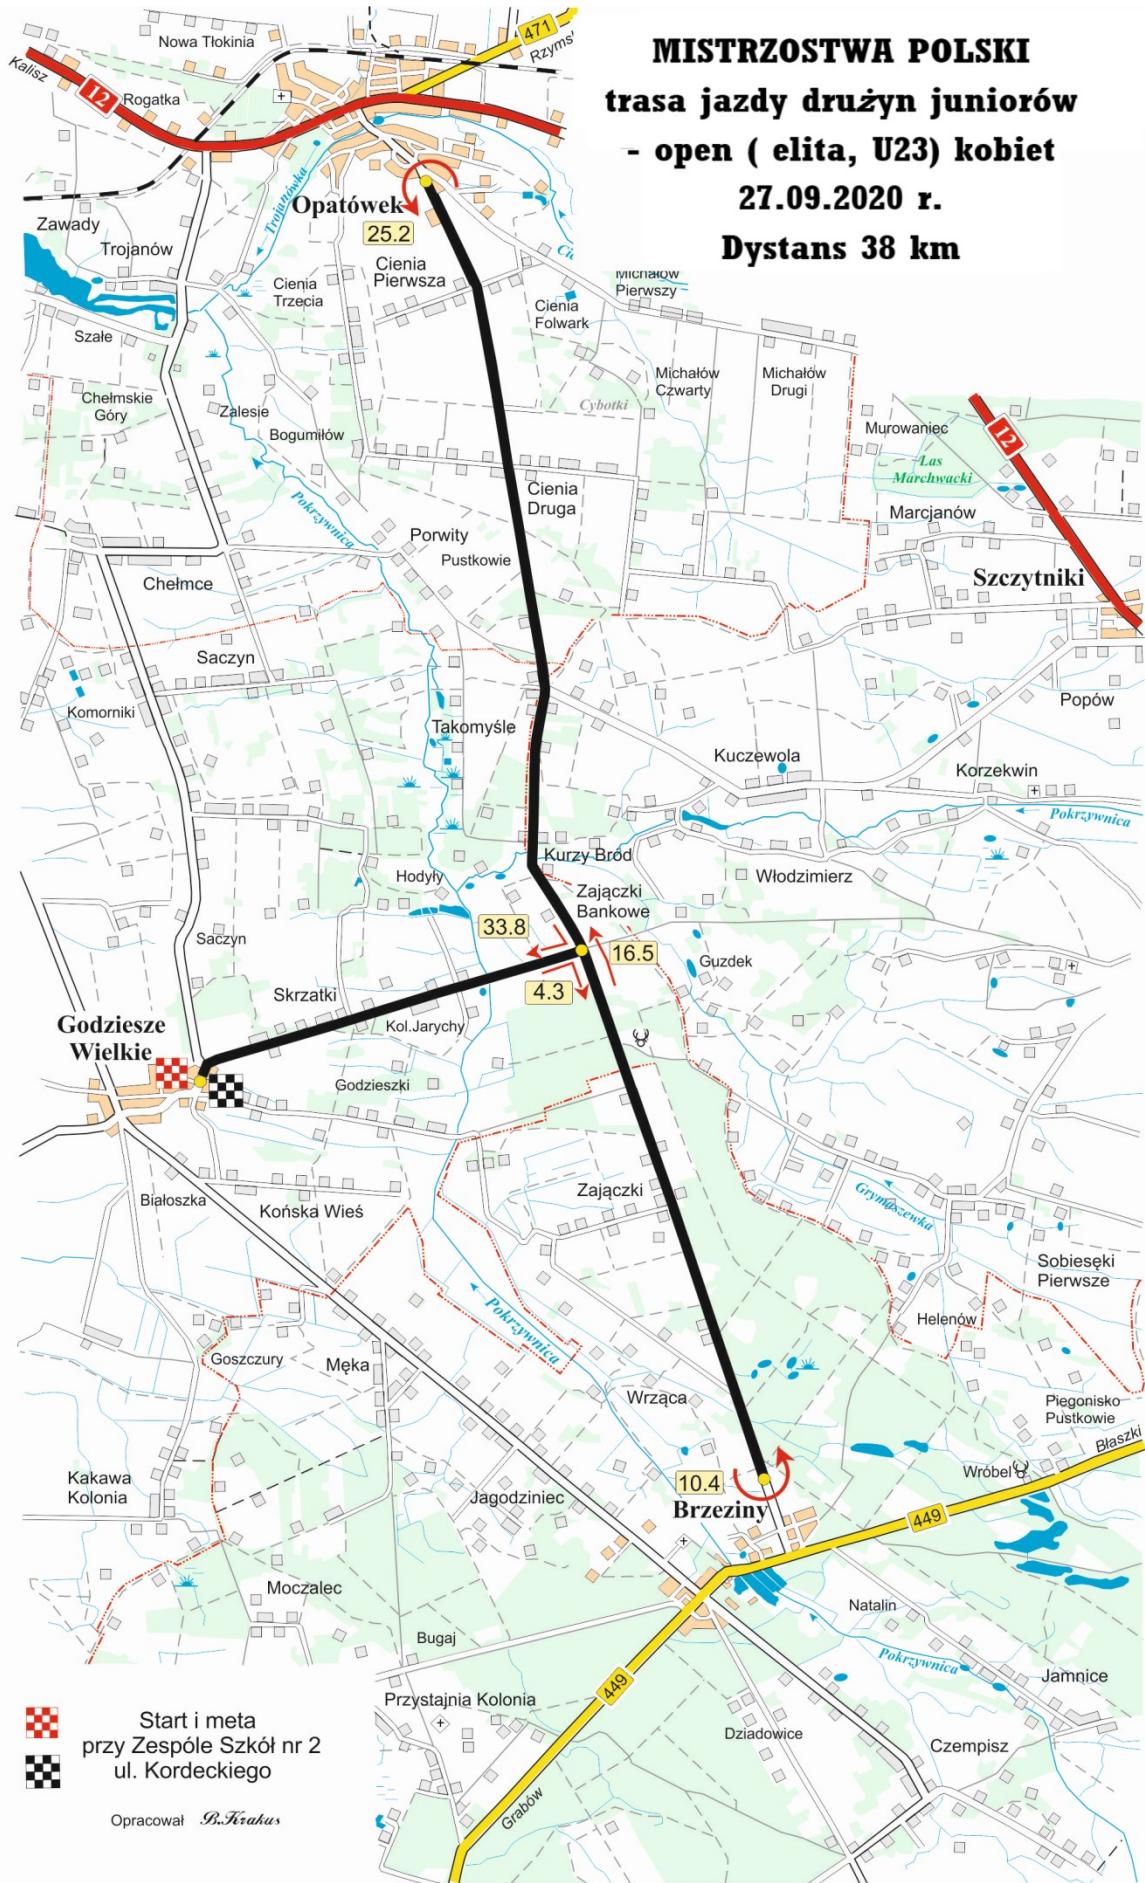 MISTRZOSTWA POLSKI
trasa jazdy drużyn juniorów
- open ( elita, U23) kobiet
27.09.2020 r.
Dystans 38 km
471
Nowa Tłokinia
Kalisz
12
Rogatka
Opatówek
25.2
Trojanówka
Zawady
Trojanów
Cienia
Pierwsza
Cienia
Trzecia
Michałów
Pierwszy
Cienia
Folwark
Szałe
Michałów
Czwarty
Michałów
Drugi
Chełmskie
Góry
Zalesie
Cybotki
Bogumiłów
Murowaniec
12
Las
Marchwacki
Cienia
Druga
Marcjanów
Pokrzywnica
Porwity
Pustkowie
Chełmce
Szczytniki
Saczyn
Komorniki
Takomyśle
Popów
Kuczewola
Korzekwin
Pokrzywnica
Kurzy Bród
Hodyły
Włodzimierz
Zajączki
Bankowe
33.8
16.5
Saczyn
Guzdek
4.3
Skrzatki
Kol.Jarychy
Godziesze
Wielkie
Godzieszki
Zajączki
Białoszka
Końska Wieś
Grymaszewka
Sobiesęki
Pierwsze
Pokrzywnica
Helenów
Goszczury
Męka
Wrząca
Piegonisko
Pustkowie
Błaszki
Kakawa
Kolonia
10.4
Wróbel
Jagodziniec
Brzeziny
449
Moczalec
Natalin
Bugaj
Pokrzywnica
Jamnice
449
Przystajnia Kolonia
Dziadowice
Czempisz
Grabów
Start i meta
przy Zespóle Szkół nr 2
ul. Kordeckiego
Opracował B.Krakus